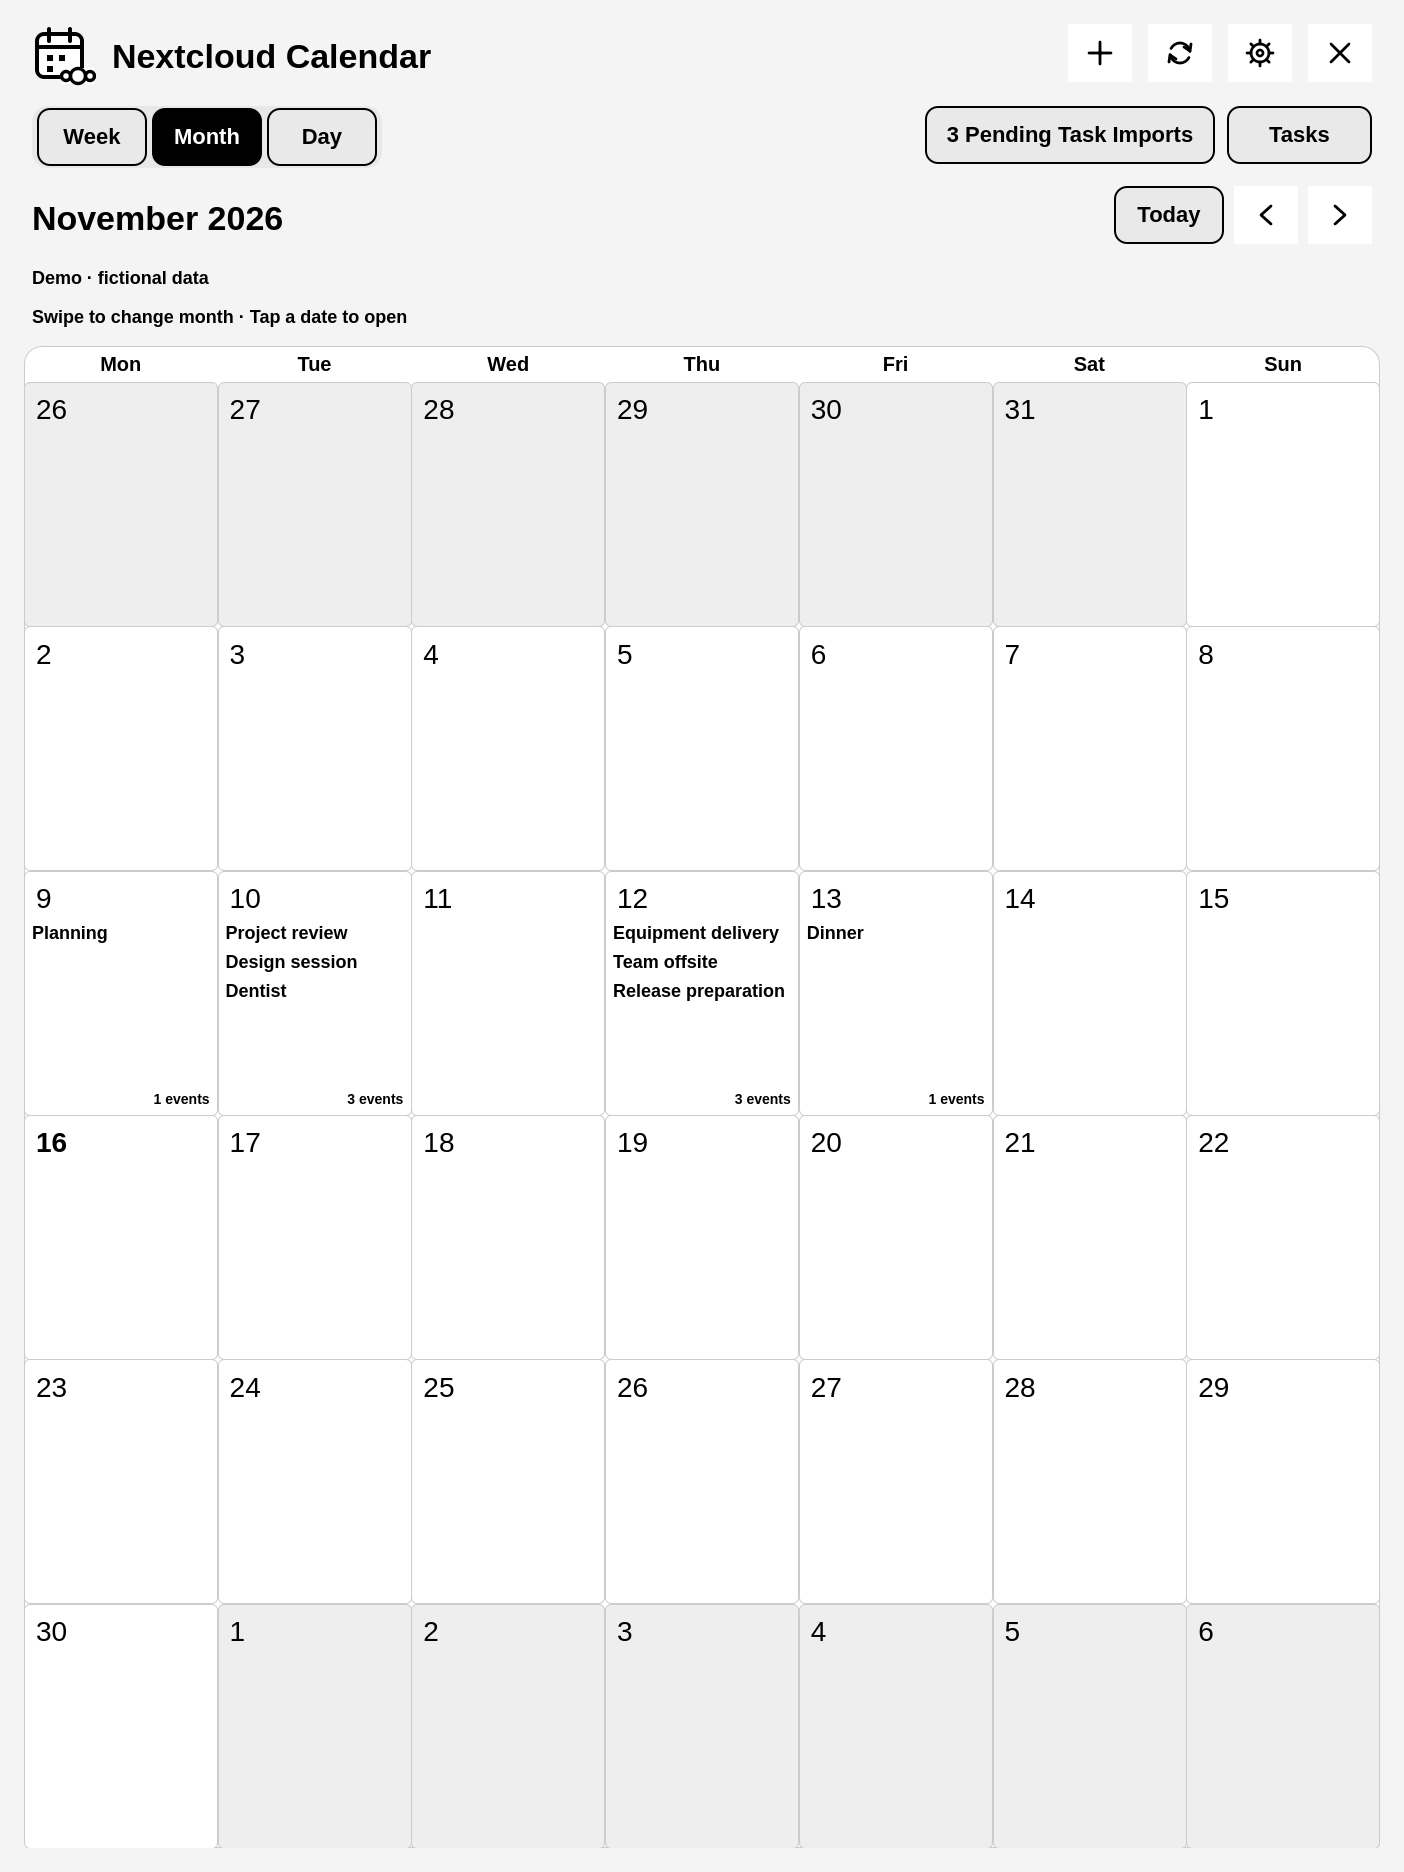 Nextcloud Calendar
Week Month Day
3 Pending Task Imports Tasks
November 2026
Today
Demo · fictional data
Swipe to change month · Tap a date to open
Mon Tue Wed Thu Fri Sat Sun
26 27 28 29 30 31 1
2 3 4 5 6 7 8
9 10 11 12 13 14 15
Planning Project review Equipment delivery Dinner
Design session Team offsite
Dentist Release preparation
1 events 3 events 3 events 1 events
16 17 18 19 20 21 22
23 24 25 26 27 28 29
30 1 2 3 4 5 6